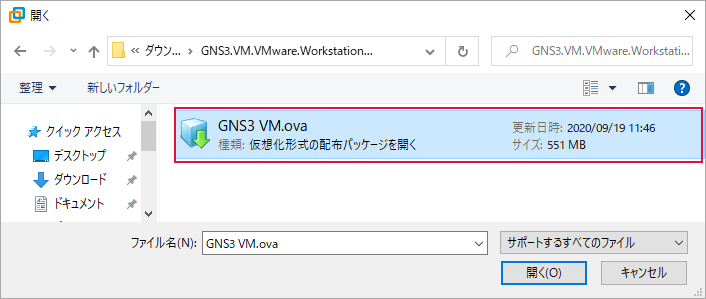 開く
« ダウン... › GNS3.VM.VMware.Workstation...
GNS3.VM.VMware.Workstati...
整理
新しいフォルダー
クイック アクセス
デスクトップ
ダウンロード
ドキュメント
GNS3 VM.ova
種類: 仮想化形式の配布パッケージを開く
更新日時: 2020/09/19 11:46
サイズ: 551 MB
ファイル名(N):
GNS3 VM.ova
サポートするすべてのファイル
開く(O)
キャンセル